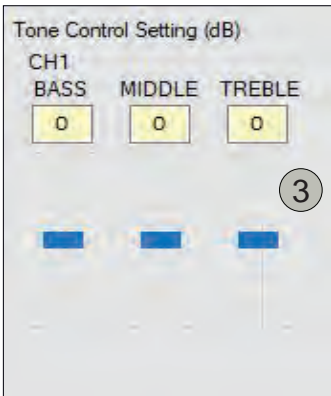 Tone Control Setting (dB)
CH1
BASS MIDDLE TREBLE
0 0 0
3